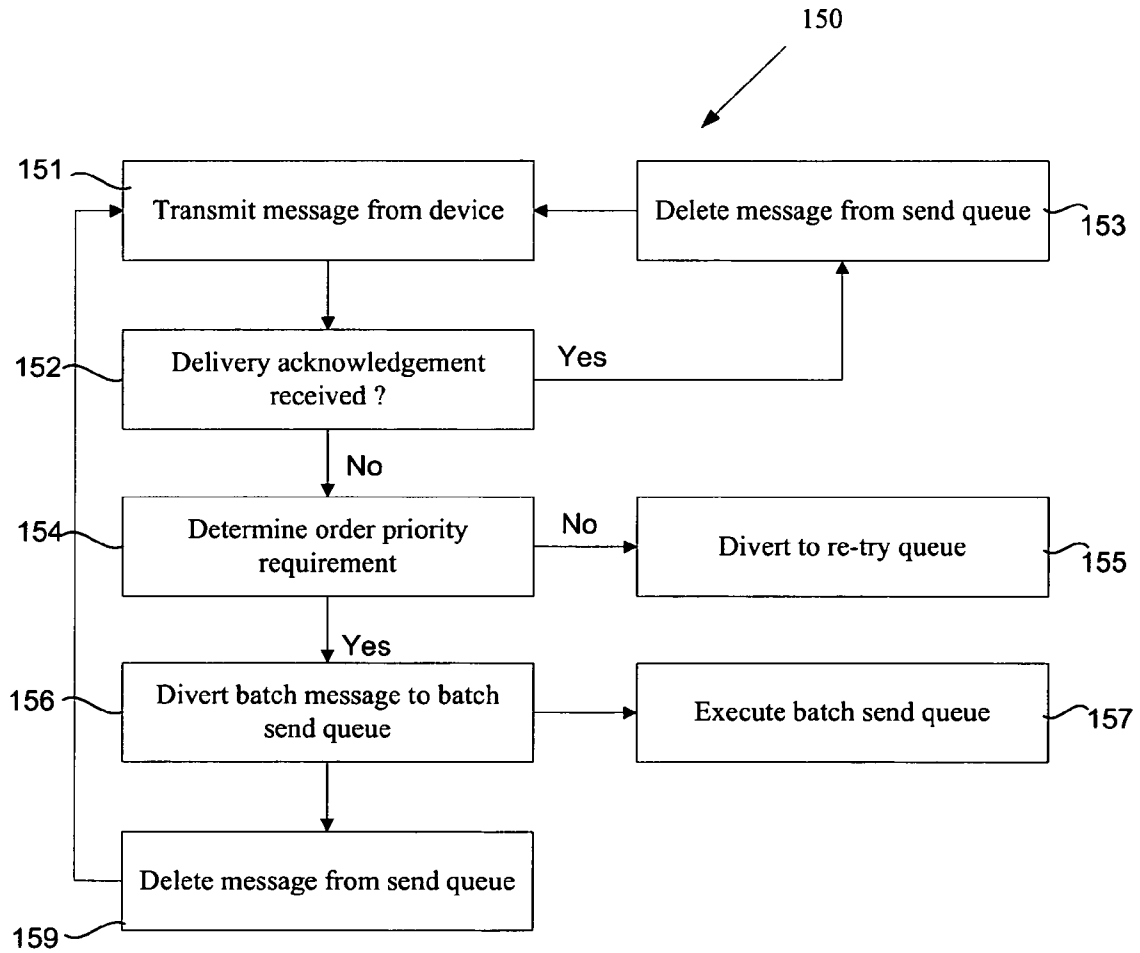 150
151
Transmit message from device
Delete message from send queue
153
152
Delivery acknowledgement
received ?
Yes
No
154
Determine order priority
requirement
No
Divert to re-try queue
155
Yes
156
Divert batch message to batch
send queue
Execute batch send queue
157
Delete message from send queue
159